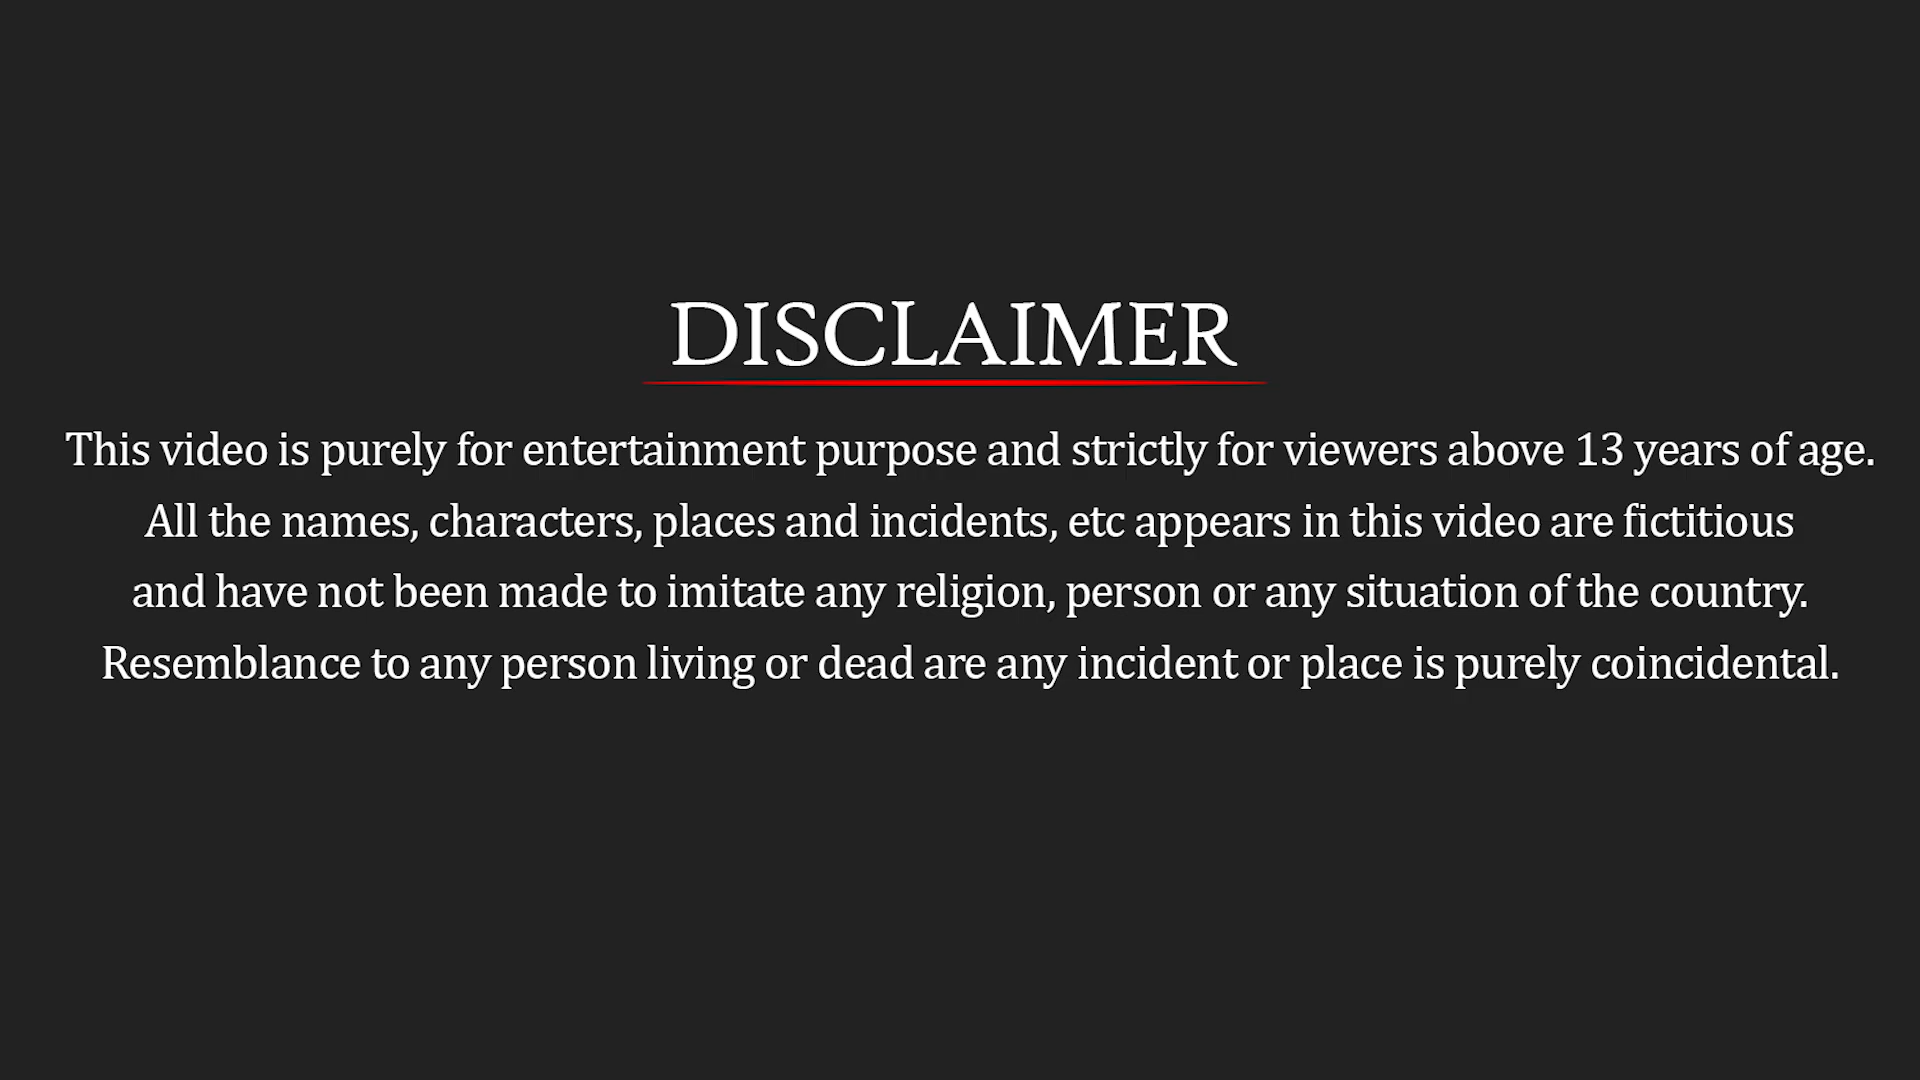 DISCLAIMER
This video is purely for entertainment purpose and strictly for viewers above 13 years of age.
All the names, characters, places and incidents, etc appears in this video are fictitious
and have not been made to imitate any religion, person or any situation of the country.
Resemblance to any person living or dead are any incident or place is purely coincidental.